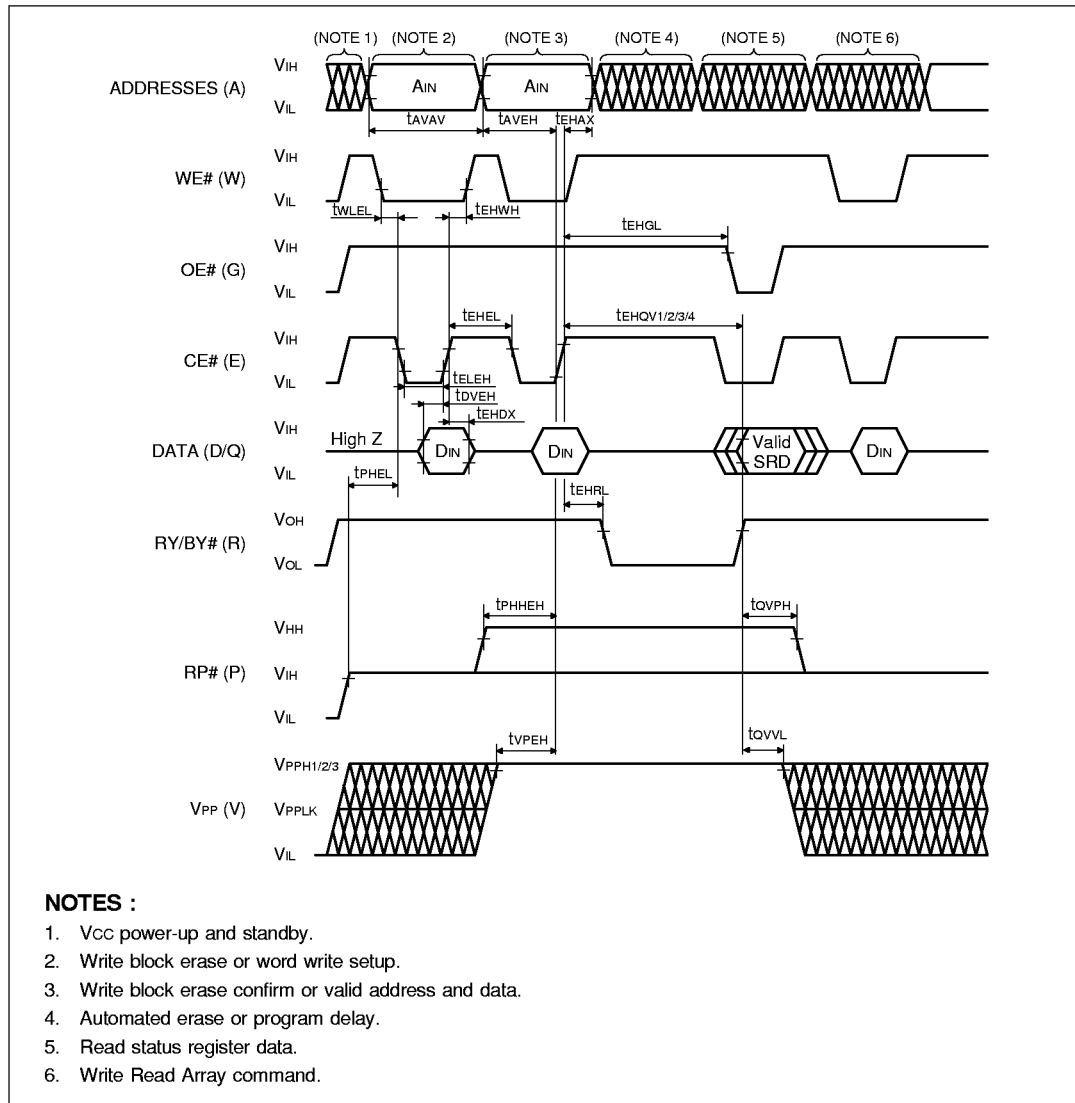 (NOTE 1) (NOTE 2) (NOTE 3) (NOTE 4) (NOTE 5) (NOTE 6)
ADDRESSES (A)
VIH
VIL
AIN AIN
tAVAV tAVEH tEHAX
WE# (W)
VIH
VIL
tWLEL tEHWH
OE# (G)
VIH
VIL
tEHGL
CE# (E)
VIH
VIL
tEHEL tEHQV1/2/3/4
tELEH
tDVEH
tEHDX
DATA (D/Q)
VIH
VIL
High Z DIN DIN Valid SRD DIN
tPHEL tEHRL
RY/BY# (R)
VOH
VOL
tPHHEH tQVPH
RP# (P)
VHH
VIH
VIL
tVPEH tQVVL
VPP (V)
VPPH1/2/3
VPPLK
VIL
NOTES :
1. VCC power-up and standby.
2. Write block erase or word write setup.
3. Write block erase confirm or valid address and data.
4. Automated erase or program delay.
5. Read status register data.
6. Write Read Array command.